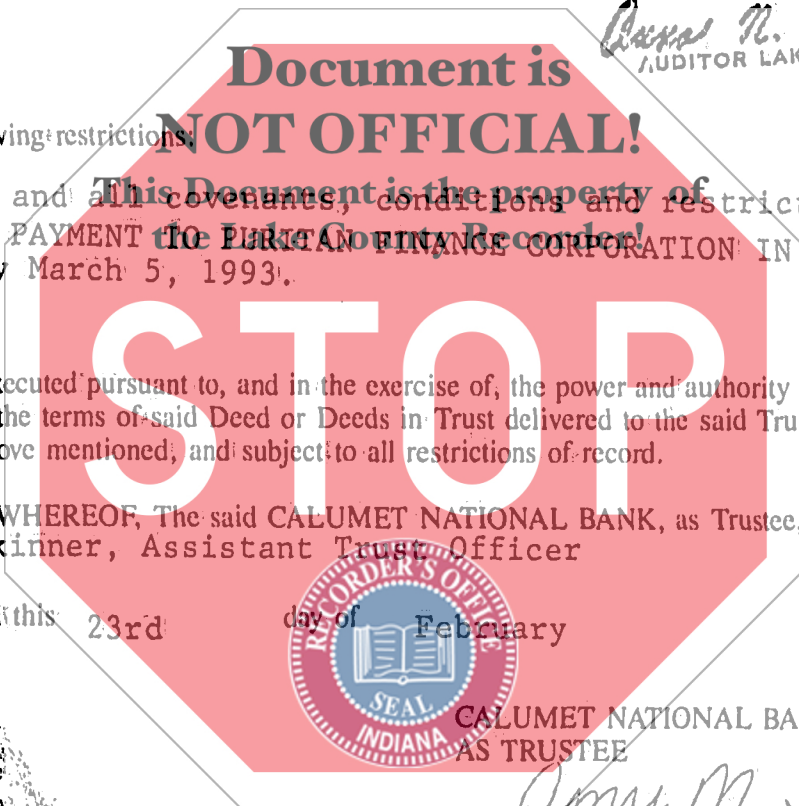 AUDITOR LAK
Document is
NOT OFFICIAL!
This Document is the property of
the Lake County Recorder!
ving restrictions:
and all covenants, conditions and restrict
PAYMENT TO PURITAN FINANCE CORPORATION IN
y March 5, 1993.
STOP
ecuted pursuant to, and in the exercise of, the power and authority
the terms of said Deed or Deeds in Trust delivered to the said Tru
ove mentioned, and subject to all restrictions of record.
WHEREOF, The said CALUMET NATIONAL BANK, as Trustee,
kinner, Assistant Trust Officer
this 23rd day of February
RECORDER'S OFFICE
SEAL
INDIANA
CALUMET NATIONAL BA
AS TRUSTEE